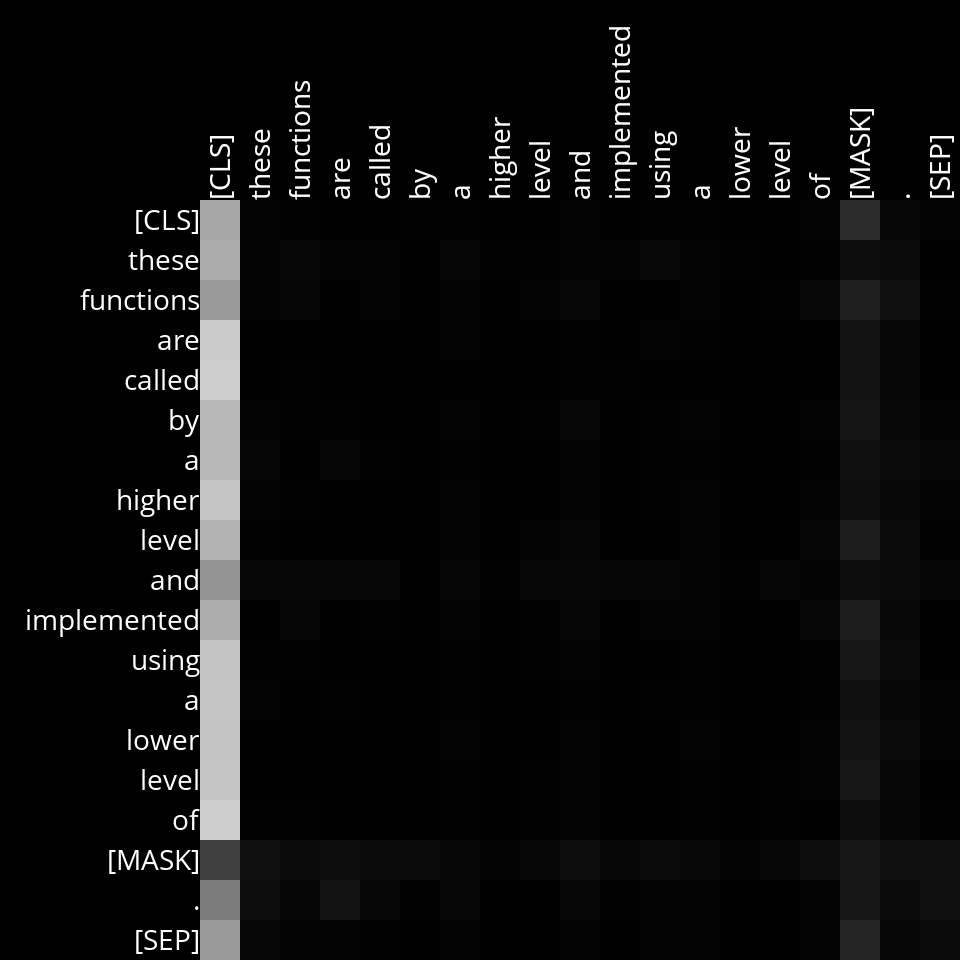 [CLS]
these
functions
are
called
by
a
higher
level
and
implemented
using
a
lower
level
of
[MASK]
.
[SEP]
[CLS]
these
functions
are
called
by
a
higher
level
and
implemented
using
a
lower
level
of
[MASK]
.
[SEP]